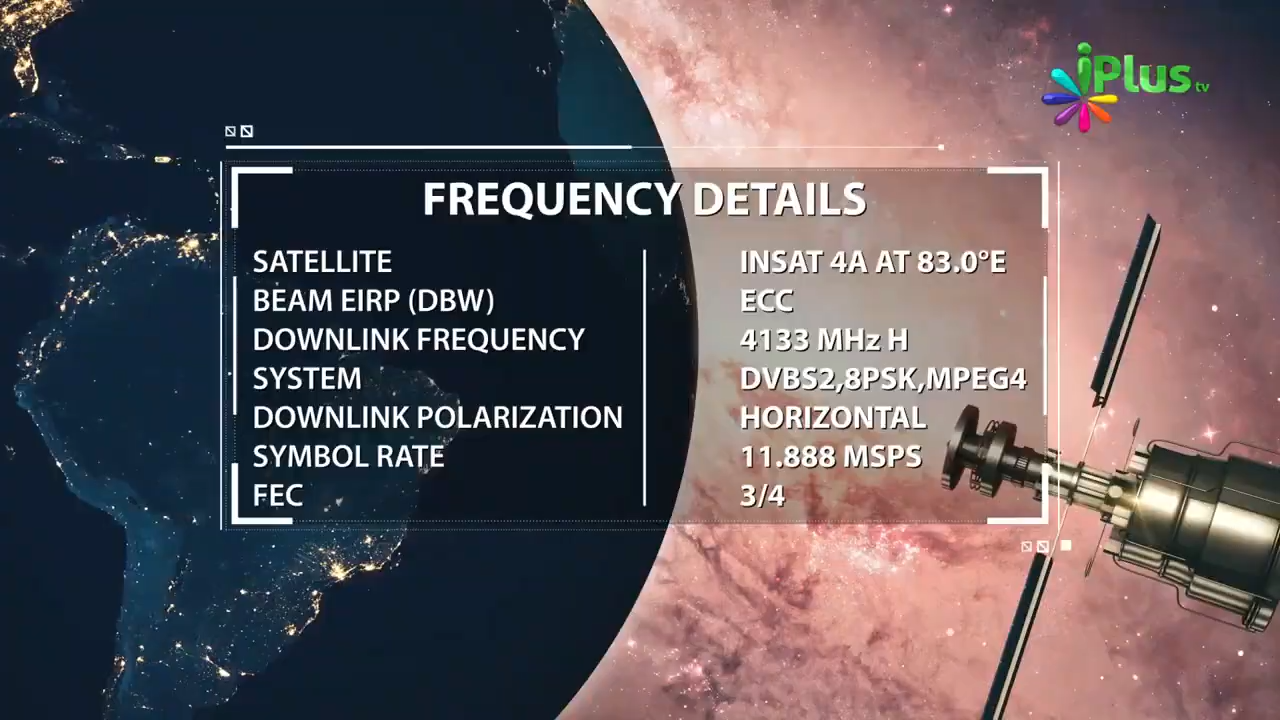 iPlus tv
FREQUENCY DETAILS
SATELLITE INSAT 4A AT 83.0°E
BEAM EIRP (DBW) ECC
DOWNLINK FREQUENCY 4133 MHz H
SYSTEM DVBS2,8PSK,MPEG4
DOWNLINK POLARIZATION HORIZONTAL
SYMBOL RATE 11.888 MSPS
FEC 3/4